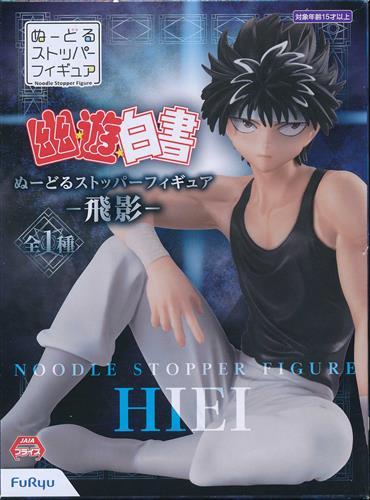 対象年齢15才以上
ぬーどる
ストッパー
フィギュア
Noodle Stopper Figure
幽☆遊☆白書
ぬーどるストッパーフィギュア
-飛影-
全1種
NOODLE STOPPER FIGURE
HIEI
JAIA
プライズ
FuRyu